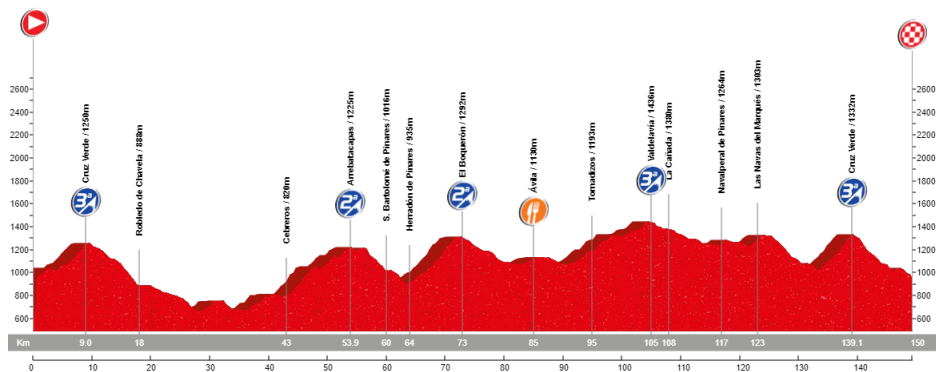 Cruz Verde / 1250m
Robledo de Chavela / 888m
Cebreros / 820m
Arrebatacapas / 1225m
S. Bartolomé de Pinares / 1016m
Herradón de Pinares / 935m
El Boquerón / 1292m
Ávila / 1130m
Tornadizos / 1193m
Valdelavía / 1436m
La Cañada / 1380m
Navalperal de Pinares / 1264m
Las Navas del Marqués / 1303m
Cruz Verde / 1332m
3ª
2ª
2ª
3ª
3ª
2600
2400
2200
2000
1800
1600
1400
1200
1000
800
600
2600
2400
2200
2000
1800
1600
1400
1200
1000
800
600
Km 9.0 18 43 53.9 60 64 73 85 95 105 108 117 123 139.1 150
0 10 20 30 40 50 60 70 80 90 100 110 120 130 140